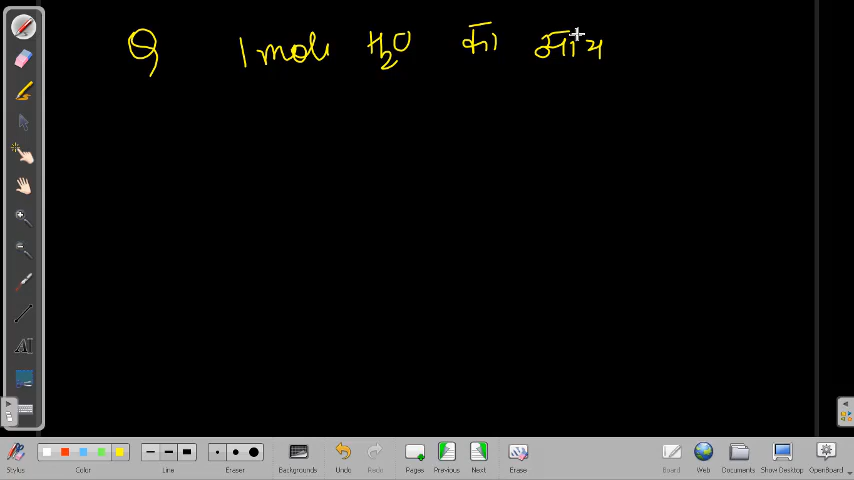 Q 1 mole H₂O का भार
AI
Stylus Color Line Eraser Backgrounds Undo Redo Pages Previous Next Erase Board Web Documents Show Desktop OpenBoard